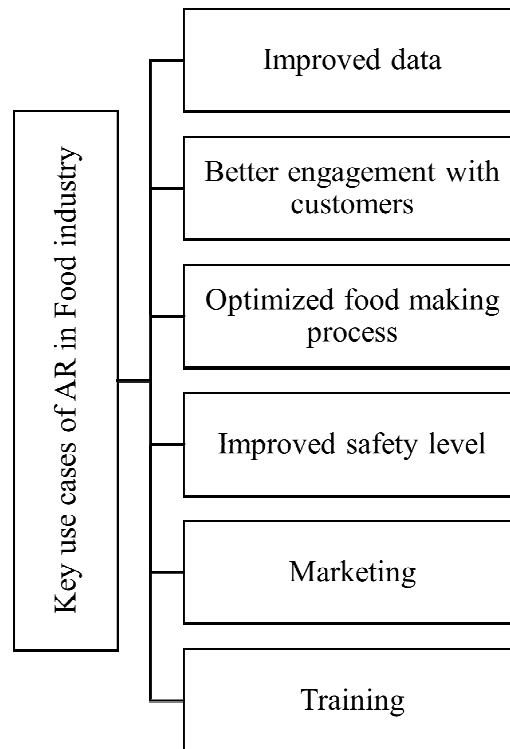 Key use cases of AR in Food industry
Improved data
Better engagement with
customers
Optimized food making
process
Improved safety level
Marketing
Training